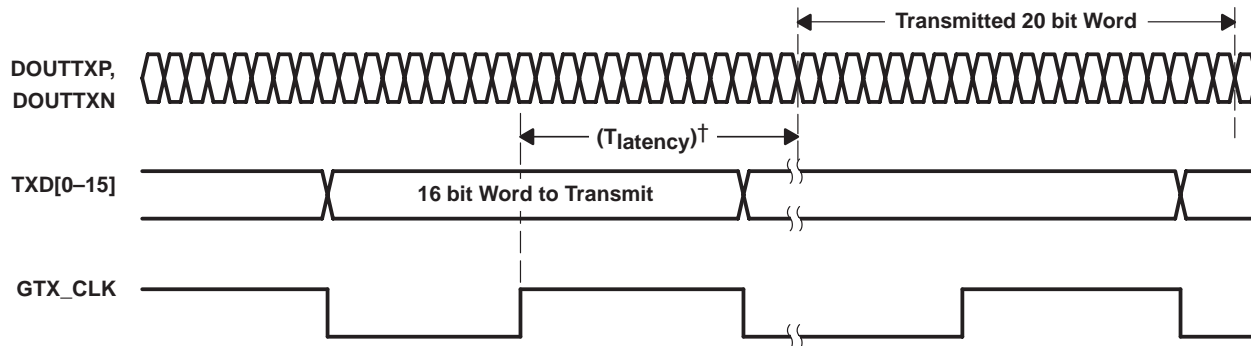 Transmitted 20 bit Word
DOUTTXP,
DOUTTXN
(Tlatency)†
TXD[0–15]
16 bit Word to Transmit
GTX_CLK